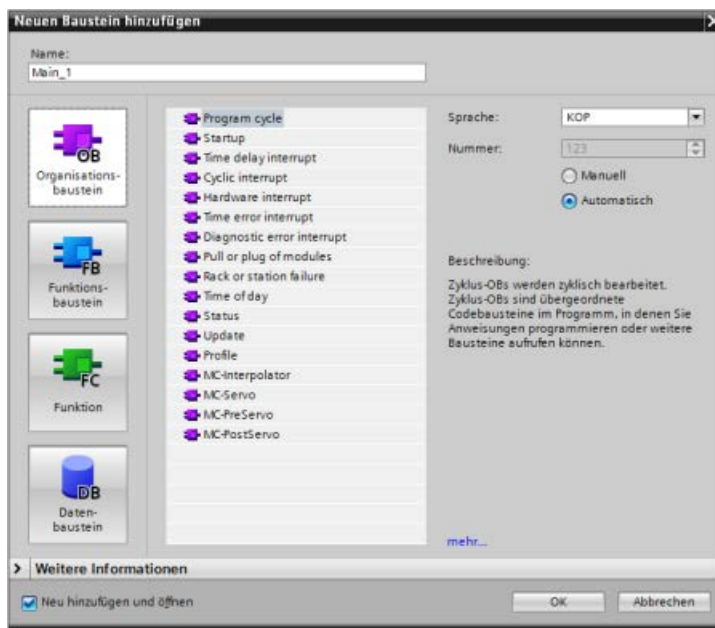 Neuen Baustein hinzufügen
Name:
Main_1
OB
Organisations-
baustein
FB
Funktions-
baustein
FC
Funktion
DB
Daten-
baustein
Program cycle
Startup
Time delay interrupt
Cyclic interrupt
Hardware interrupt
Time error interrupt
Diagnostic error interrupt
Pull or plug of modules
Rack or station failure
Time of day
Status
Update
Profile
MC-Interpolator
MC-Servo
MC-PreServo
MC-PostServo
Sprache:
KOP
Nummer:
123
Manuell
Automatisch
Beschreibung:
Zyklus-OBs werden zyklisch bearbeitet.
Zyklus-OBs sind übergeordnete
Codebausteine im Programm, in denen Sie
Anweisungen programmieren oder weitere
Bausteine aufrufen können.
mehr...
Weitere Informationen
Neu hinzufügen und öffnen
OK
Abbrechen